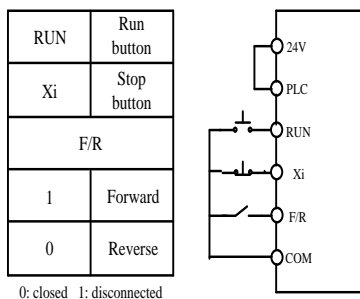 RUN Run button
Xi Stop button
F/R
1 Forward
0 Reverse
0: closed 1: disconnected
24V
PLC
RUN
Xi
F/R
COM